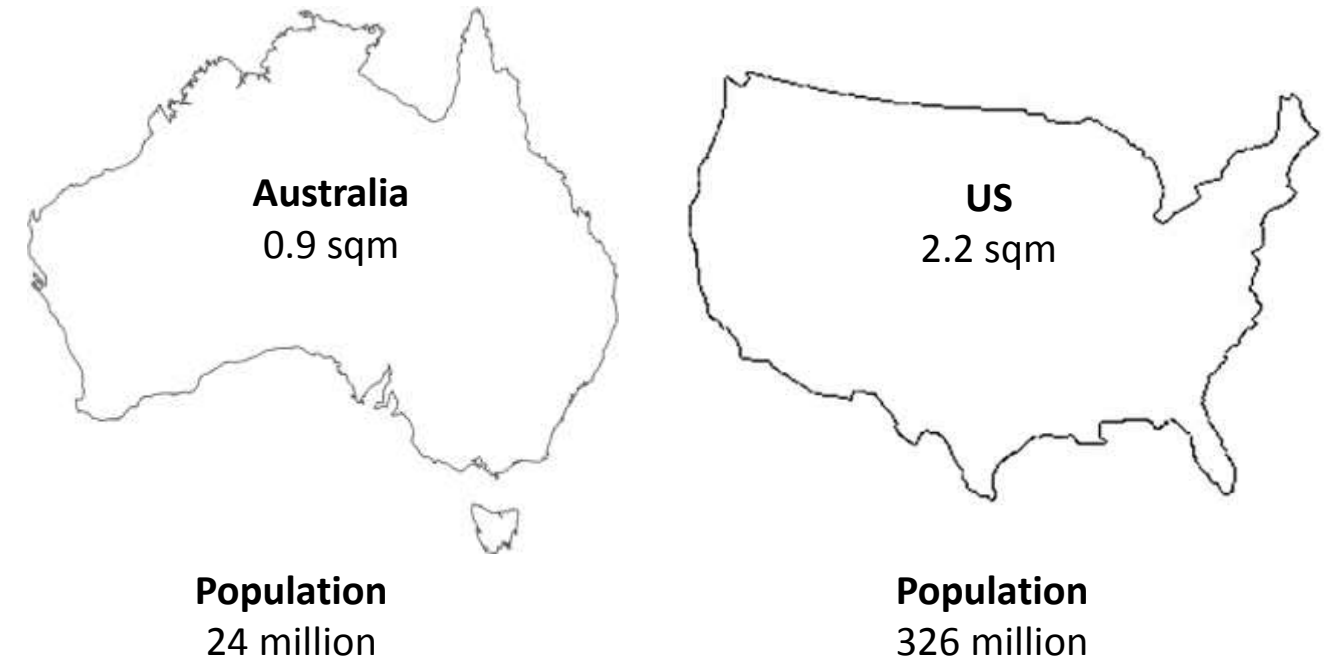 Australia
0.9 sqm
US
2.2 sqm
Population
24 million
Population
326 million